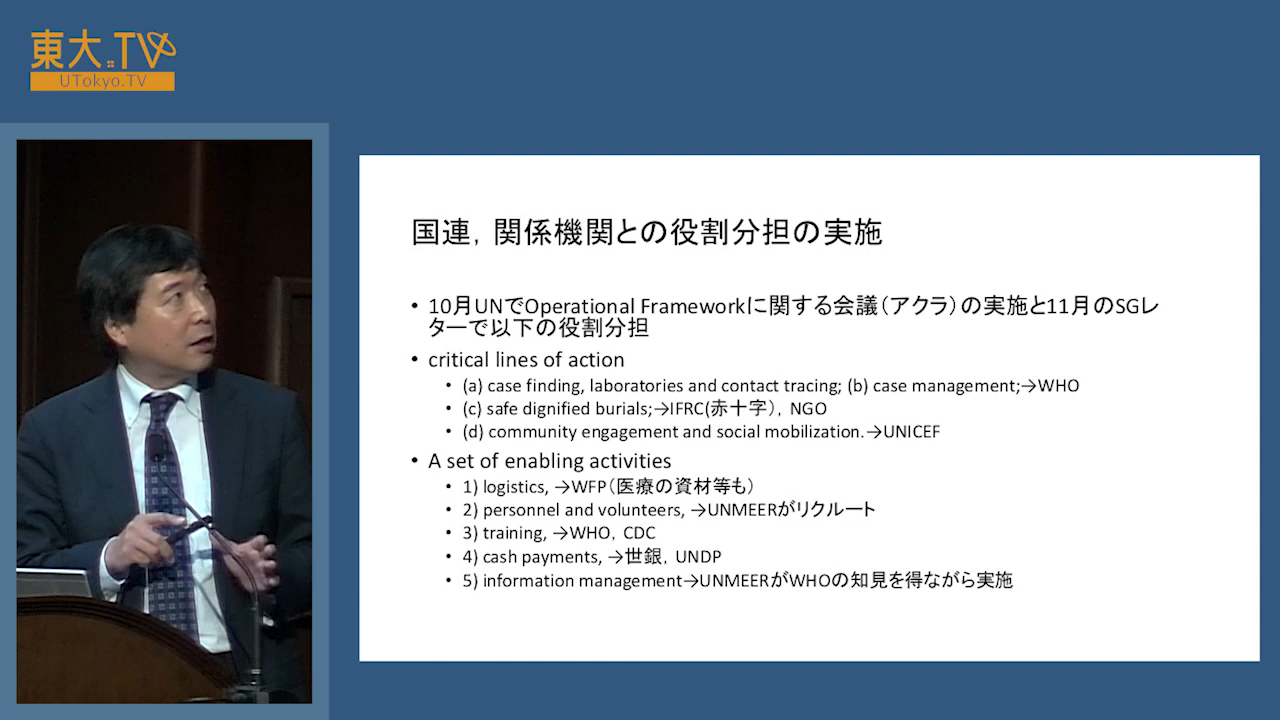 東大.TV
UTokyo.TV
国連，関係機関との役割分担の実施
• 10月UNでOperational Frameworkに関する会議（アクラ）の実施と11月のSGレ
ターで以下の役割分担
• critical lines of action
• (a) case finding, laboratories and contact tracing; (b) case management;→WHO
• (c) safe dignified burials;→IFRC(赤十字)，NGO
• (d) community engagement and social mobilization.→UNICEF
• A set of enabling activities
• 1) logistics, →WFP（医療の資材等も）
• 2) personnel and volunteers, →UNMEERがリクルート
• 3) training, →WHO，CDC
• 4) cash payments, →世銀，UNDP
• 5) information management→UNMEERがWHOの知見を得ながら実施